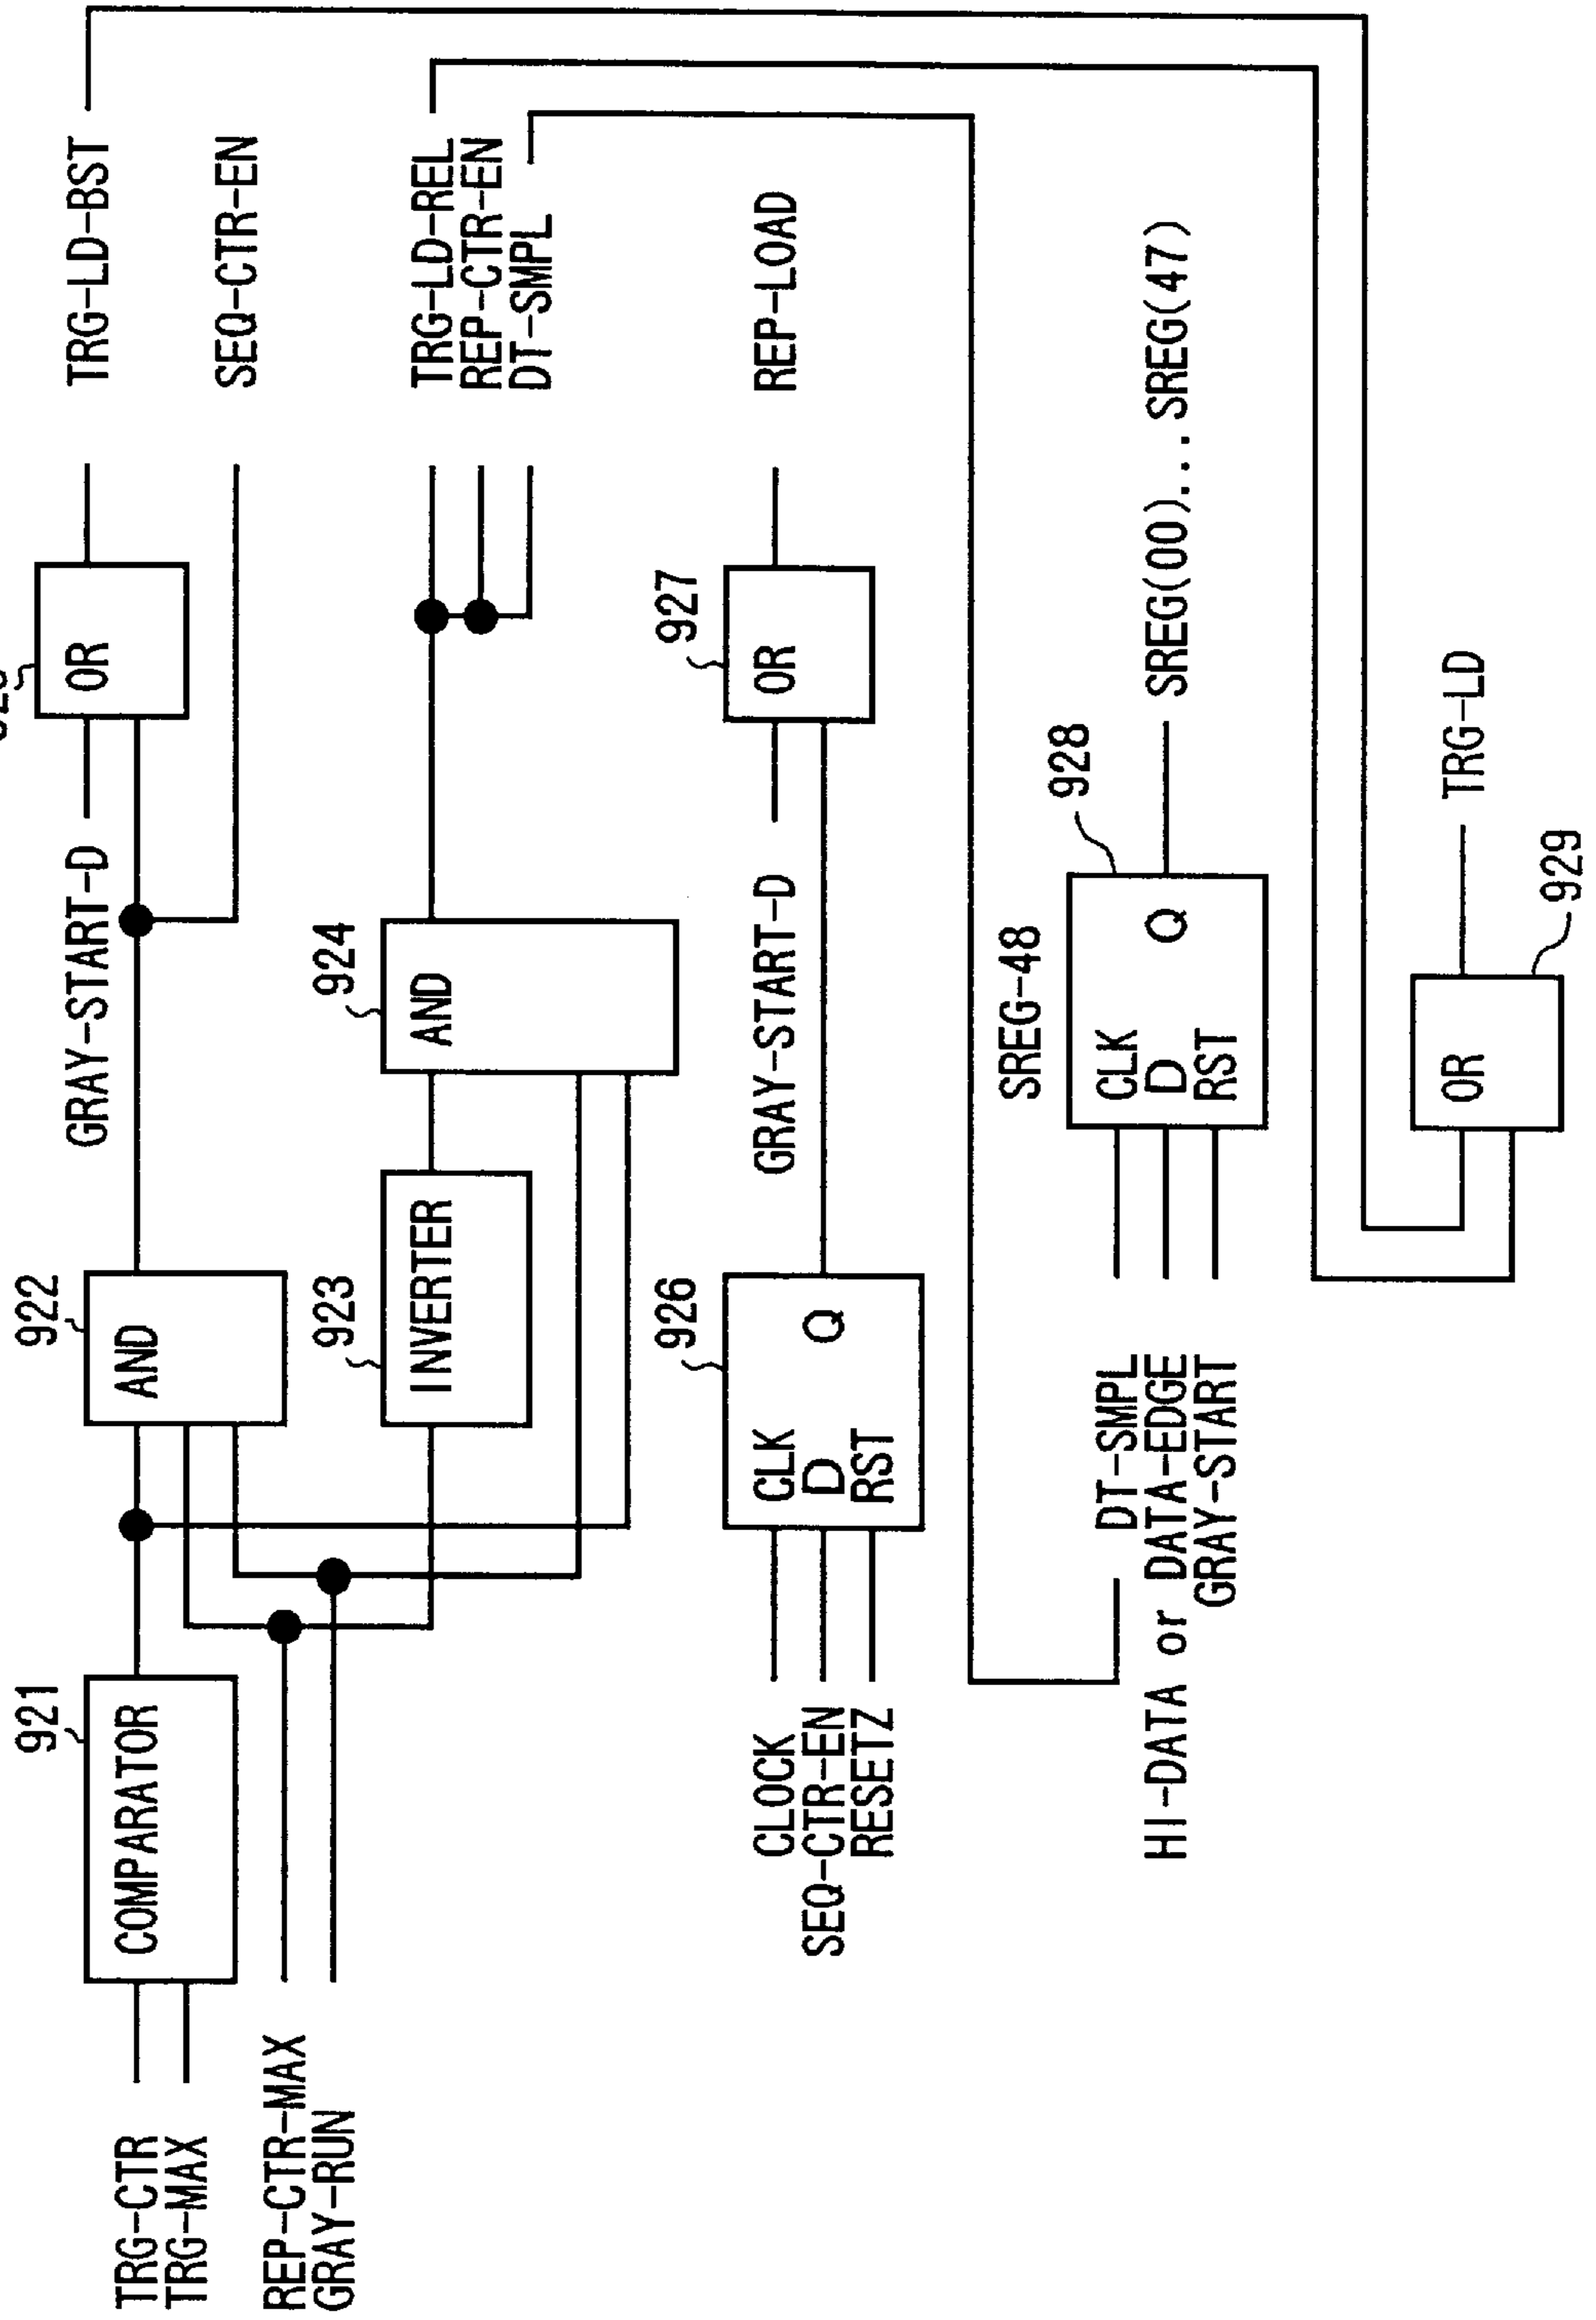 921
COMPARATOR
TRG-CTR
TRG-MAX
REP-CTR-MAX
GRAY-RUN
922
AND
923
INVERTER
GRAY-START-D
OR
TRG-LD-BST
SEQ-CTR-EN
924
AND
TRG-LD-REL
REP-CTR-EN
DT-SMPL
926
CLK
D
RST
Q
CLOCK
SEQ-CTR-EN
RESETZ
GRAY-START-D
927
OR
REP-LOAD
SREG-48
928
CLK
D
RST
Q
DT-SMPL
HI-DATA or DATA-EDGE
GRAY-START
SREG(00)...SREG(47)
OR
929
TRG-LD